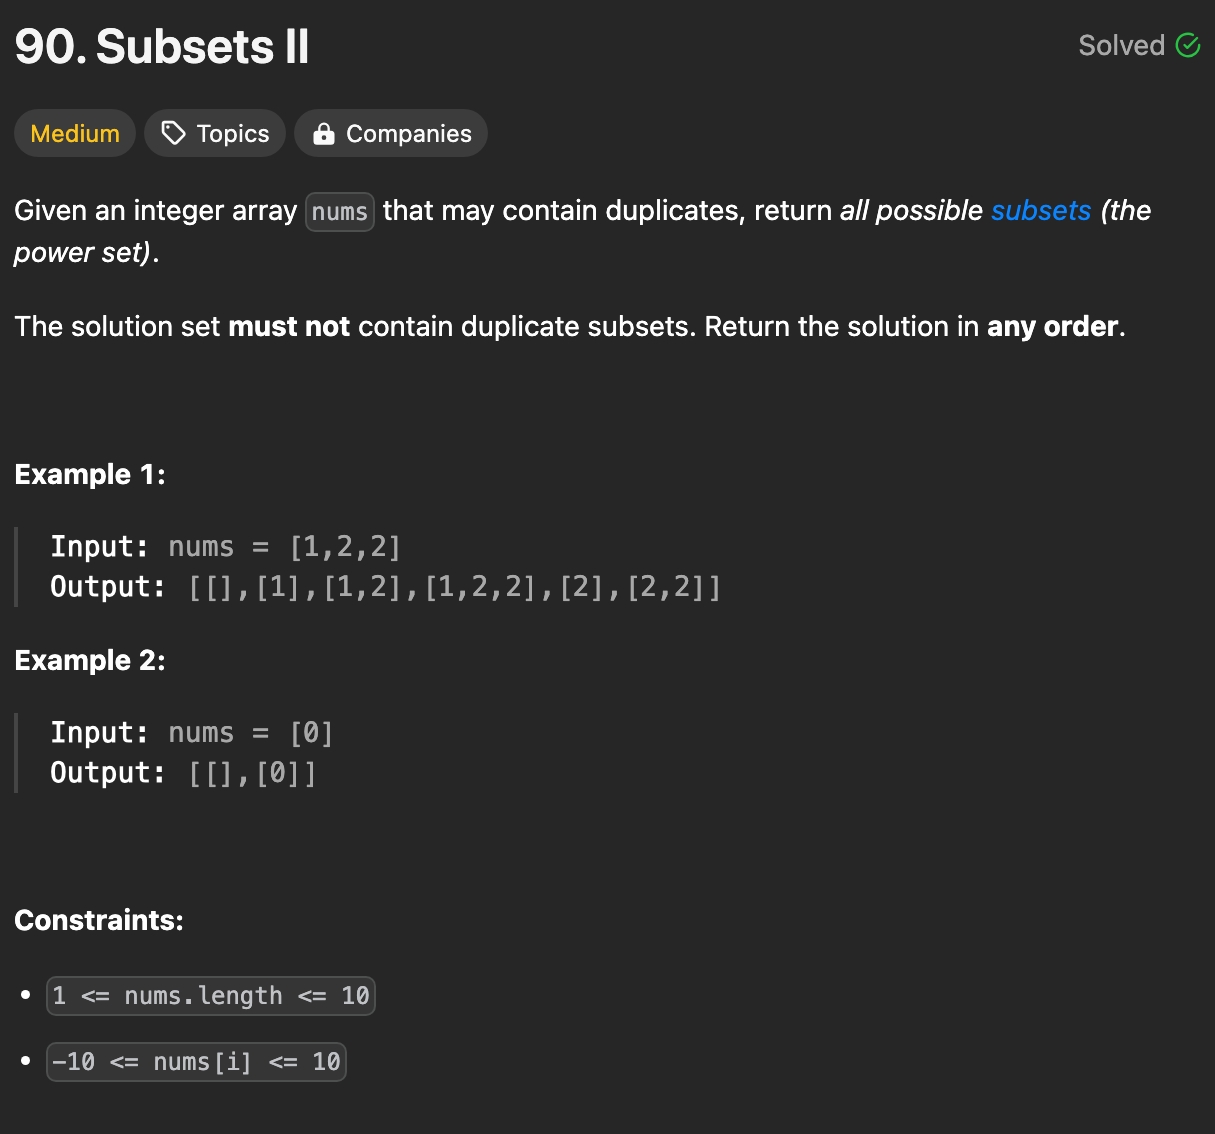 90. Subsets II
Solved
Medium
Topics
Companies
Given an integer array nums that may contain duplicates, return all possible subsets (the
power set).
The solution set must not contain duplicate subsets. Return the solution in any order.
Example 1:
Input: nums = [1,2,2]
Output: [[],[1],[1,2],[1,2,2],[2],[2,2]]
Example 2:
Input: nums = [0]
Output: [[],[0]]
Constraints:
• 1 <= nums.length <= 10
• -10 <= nums[i] <= 10